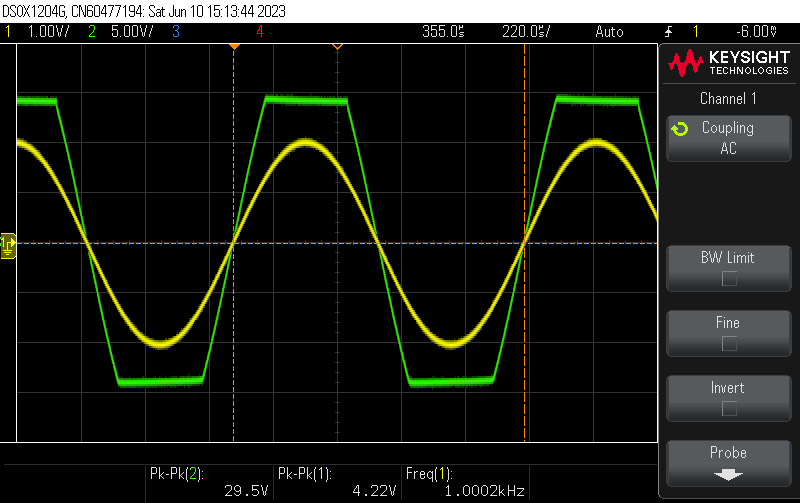 DSOX1204G, CN60477194: Sat Jun 10 15:13:44 2023
1 1.00V/ 2 5.00V/ 3 4 355.0us 220.0us/ Auto 1 -6.00V
KEYSIGHT
TECHNOLOGIES
Channel 1
Coupling
AC
BW Limit
Fine
Invert
Probe
Pk-Pk(2): Pk-Pk(1): Freq(1):
29.5V 4.22V 1.0002kHz